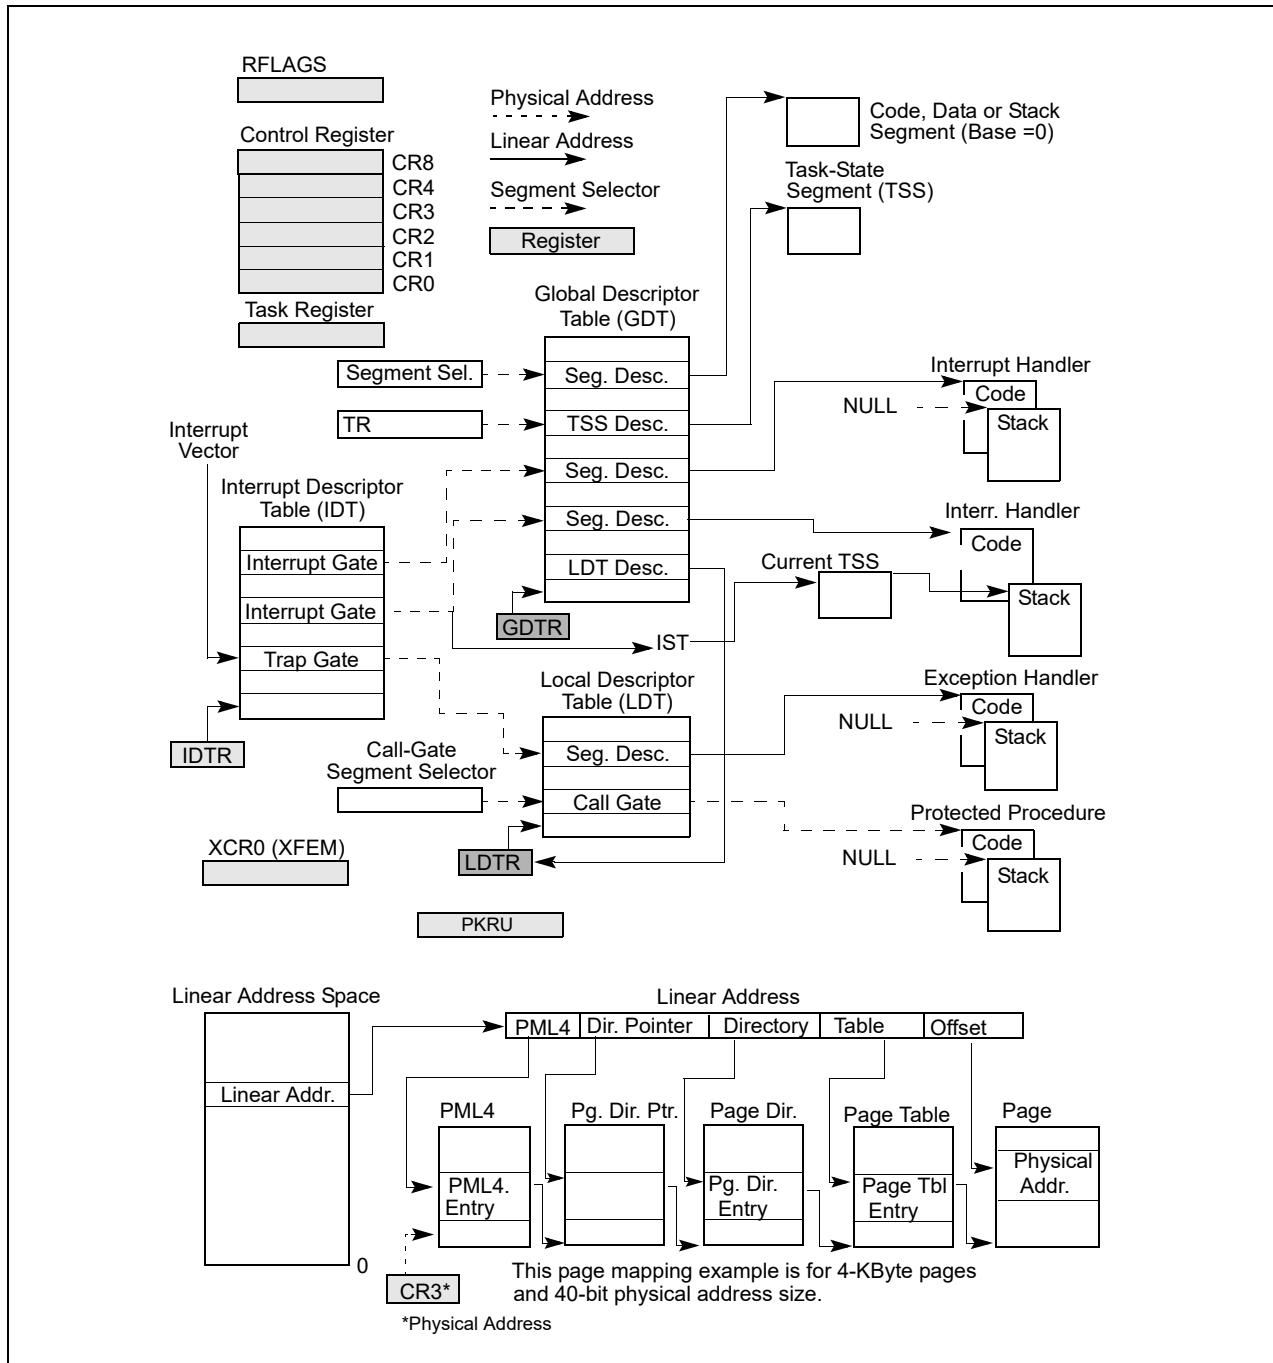 RFLAGS
Control Register
CR8
CR4
CR3
CR2
CR1
CR0
Task Register
Physical Address
Linear Address
Segment Selector
Register
Code, Data or Stack
Segment (Base =0)
Task-State
Segment (TSS)
Global Descriptor
Table (GDT)
Segment Sel.
Seg. Desc.
TR
TSS Desc.
Seg. Desc.
Seg. Desc.
LDT Desc.
GDTR
Interrupt Handler
Code
NULL
Stack
Interrupt
Vector
Interrupt Descriptor
Table (IDT)
Interrupt Gate
Interrupt Gate
Trap Gate
IDTR
Interr. Handler
Code
Current TSS
Stack
IST
Local Descriptor
Table (LDT)
Seg. Desc.
Call Gate
LDTR
Call-Gate
Segment Selector
Exception Handler
Code
NULL
Stack
Protected Procedure
Code
NULL
Stack
XCR0 (XFEM)
PKRU
Linear Address Space
Linear Addr.
0
Linear Address
PML4 Dir. Pointer Directory Table Offset
PML4
Pg. Dir. Ptr.
Page Dir.
Page Table
Page
PML4.
Entry
Pg. Dir.
Entry
Page Tbl
Entry
Physical
Addr.
CR3*
*Physical Address
This page mapping example is for 4-KByte pages
and 40-bit physical address size.